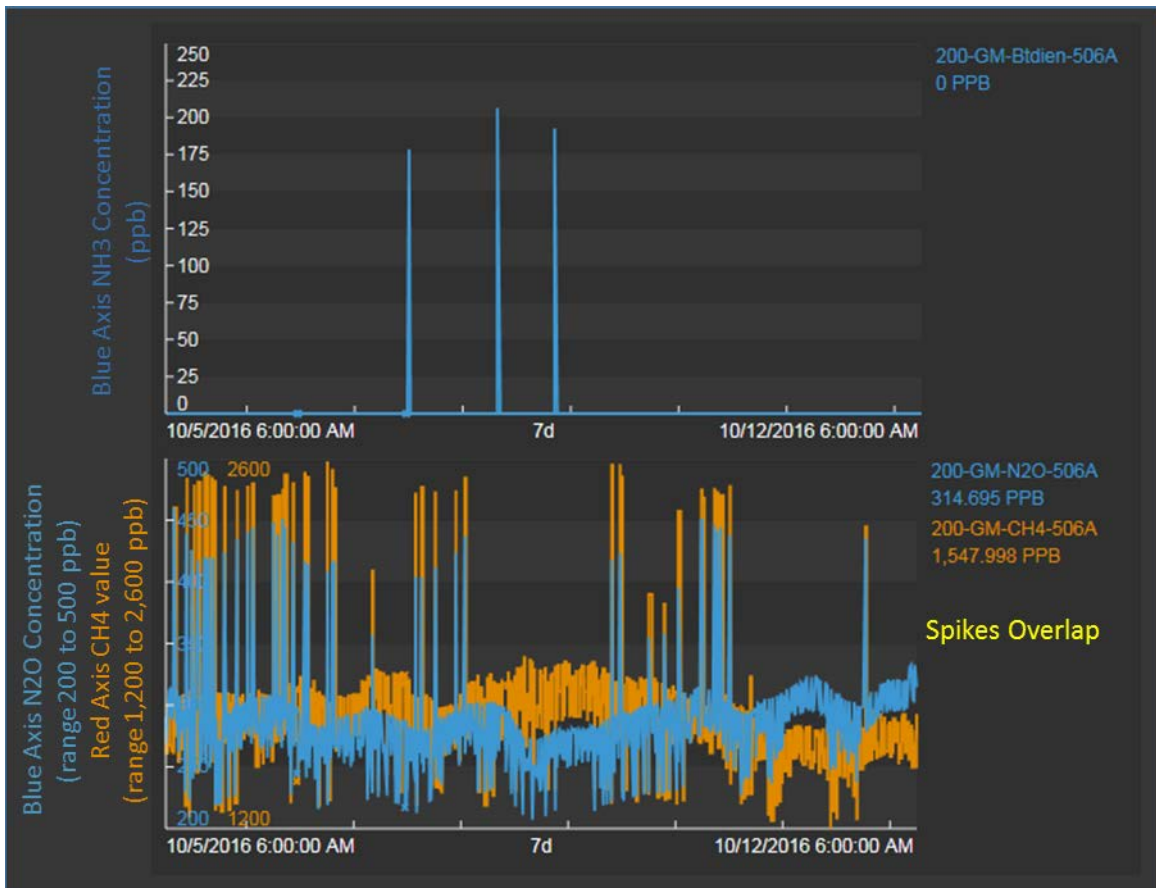 Blue Axis NH3 Concentration
(ppb)
250
225
200
175
150
125
100
75
50
25
0
10/5/2016 6:00:00 AM
7d
10/12/2016 6:00:00 AM
200-GM-Btdien-506A
0 PPB
Blue Axis N2O Concentration
(range 200 to 500 ppb)
Red Axis CH4 value
(range 1,200 to 2,600 ppb)
500 2600
450
400
350
200 1200
10/5/2016 6:00:00 AM
7d
10/12/2016 6:00:00 AM
200-GM-N2O-506A
314.695 PPB
200-GM-CH4-506A
1,547.998 PPB
Spikes Overlap